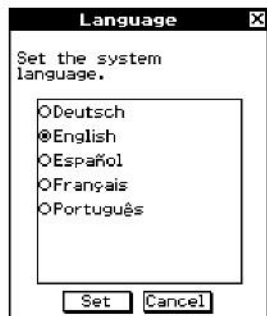 Language
Set the system
language.
Deutsch
English
Español
Français
Português
Set Cancel